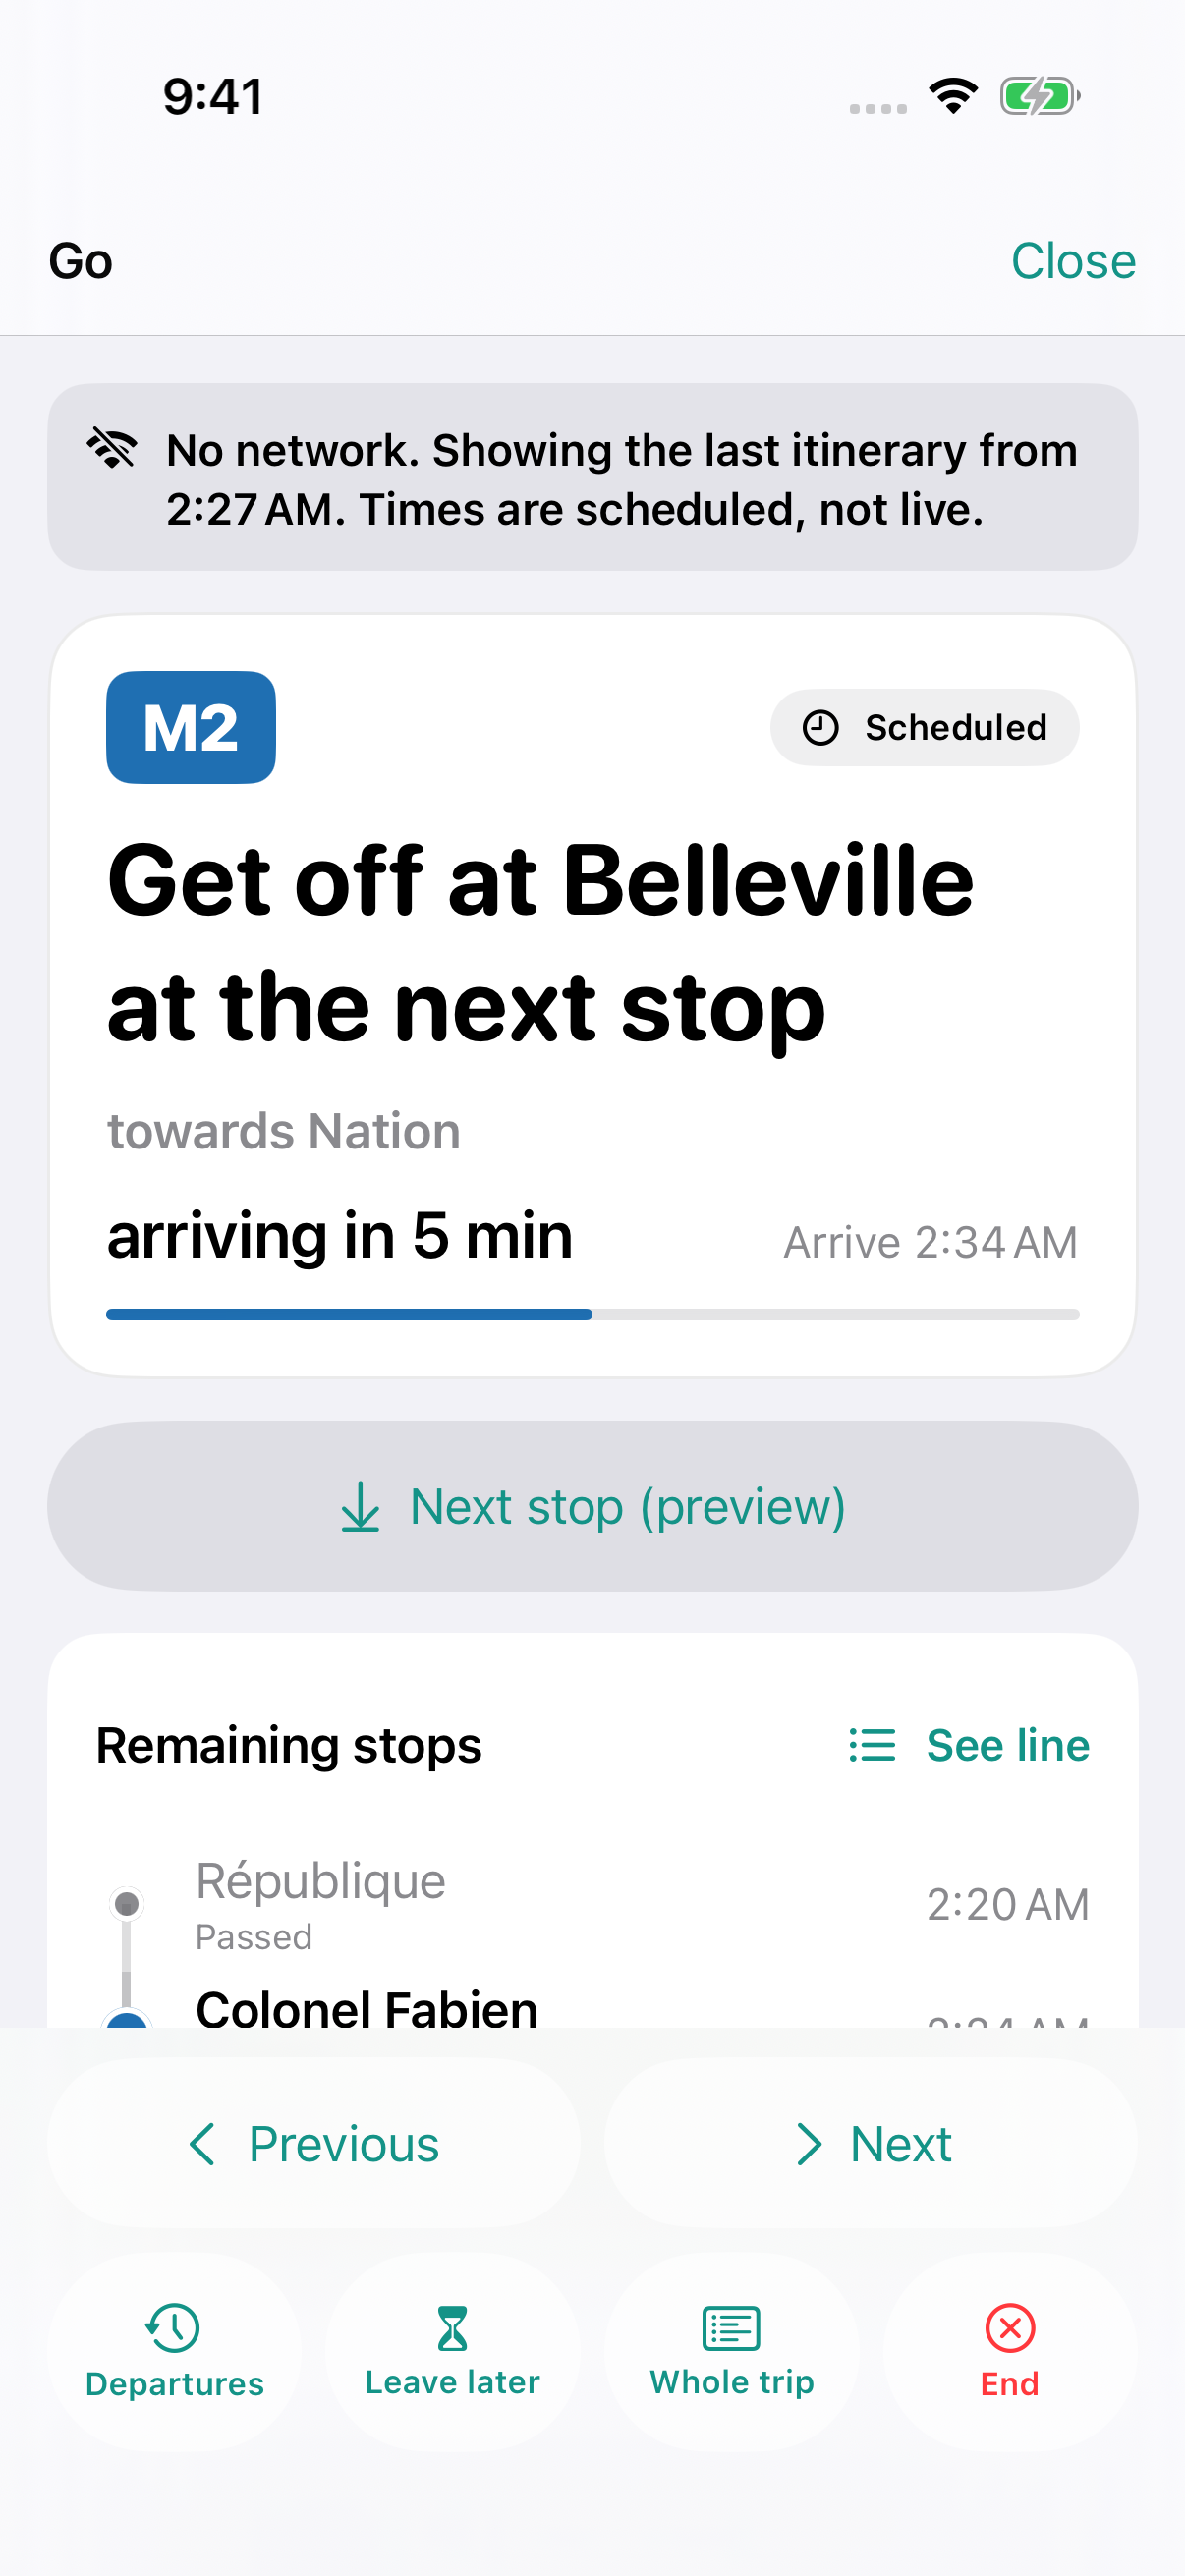 9:41
Go
Close
No network. Showing the last itinerary from
2:27 AM. Times are scheduled, not live.
M2
Scheduled
Get off at Belleville
at the next stop
towards Nation
arriving in 5 min
Arrive 2:34 AM
Next stop (preview)
Remaining stops
See line
République
2:20 AM
Passed
Colonel Fabien
Previous
Next
Departures
Leave later
Whole trip
End